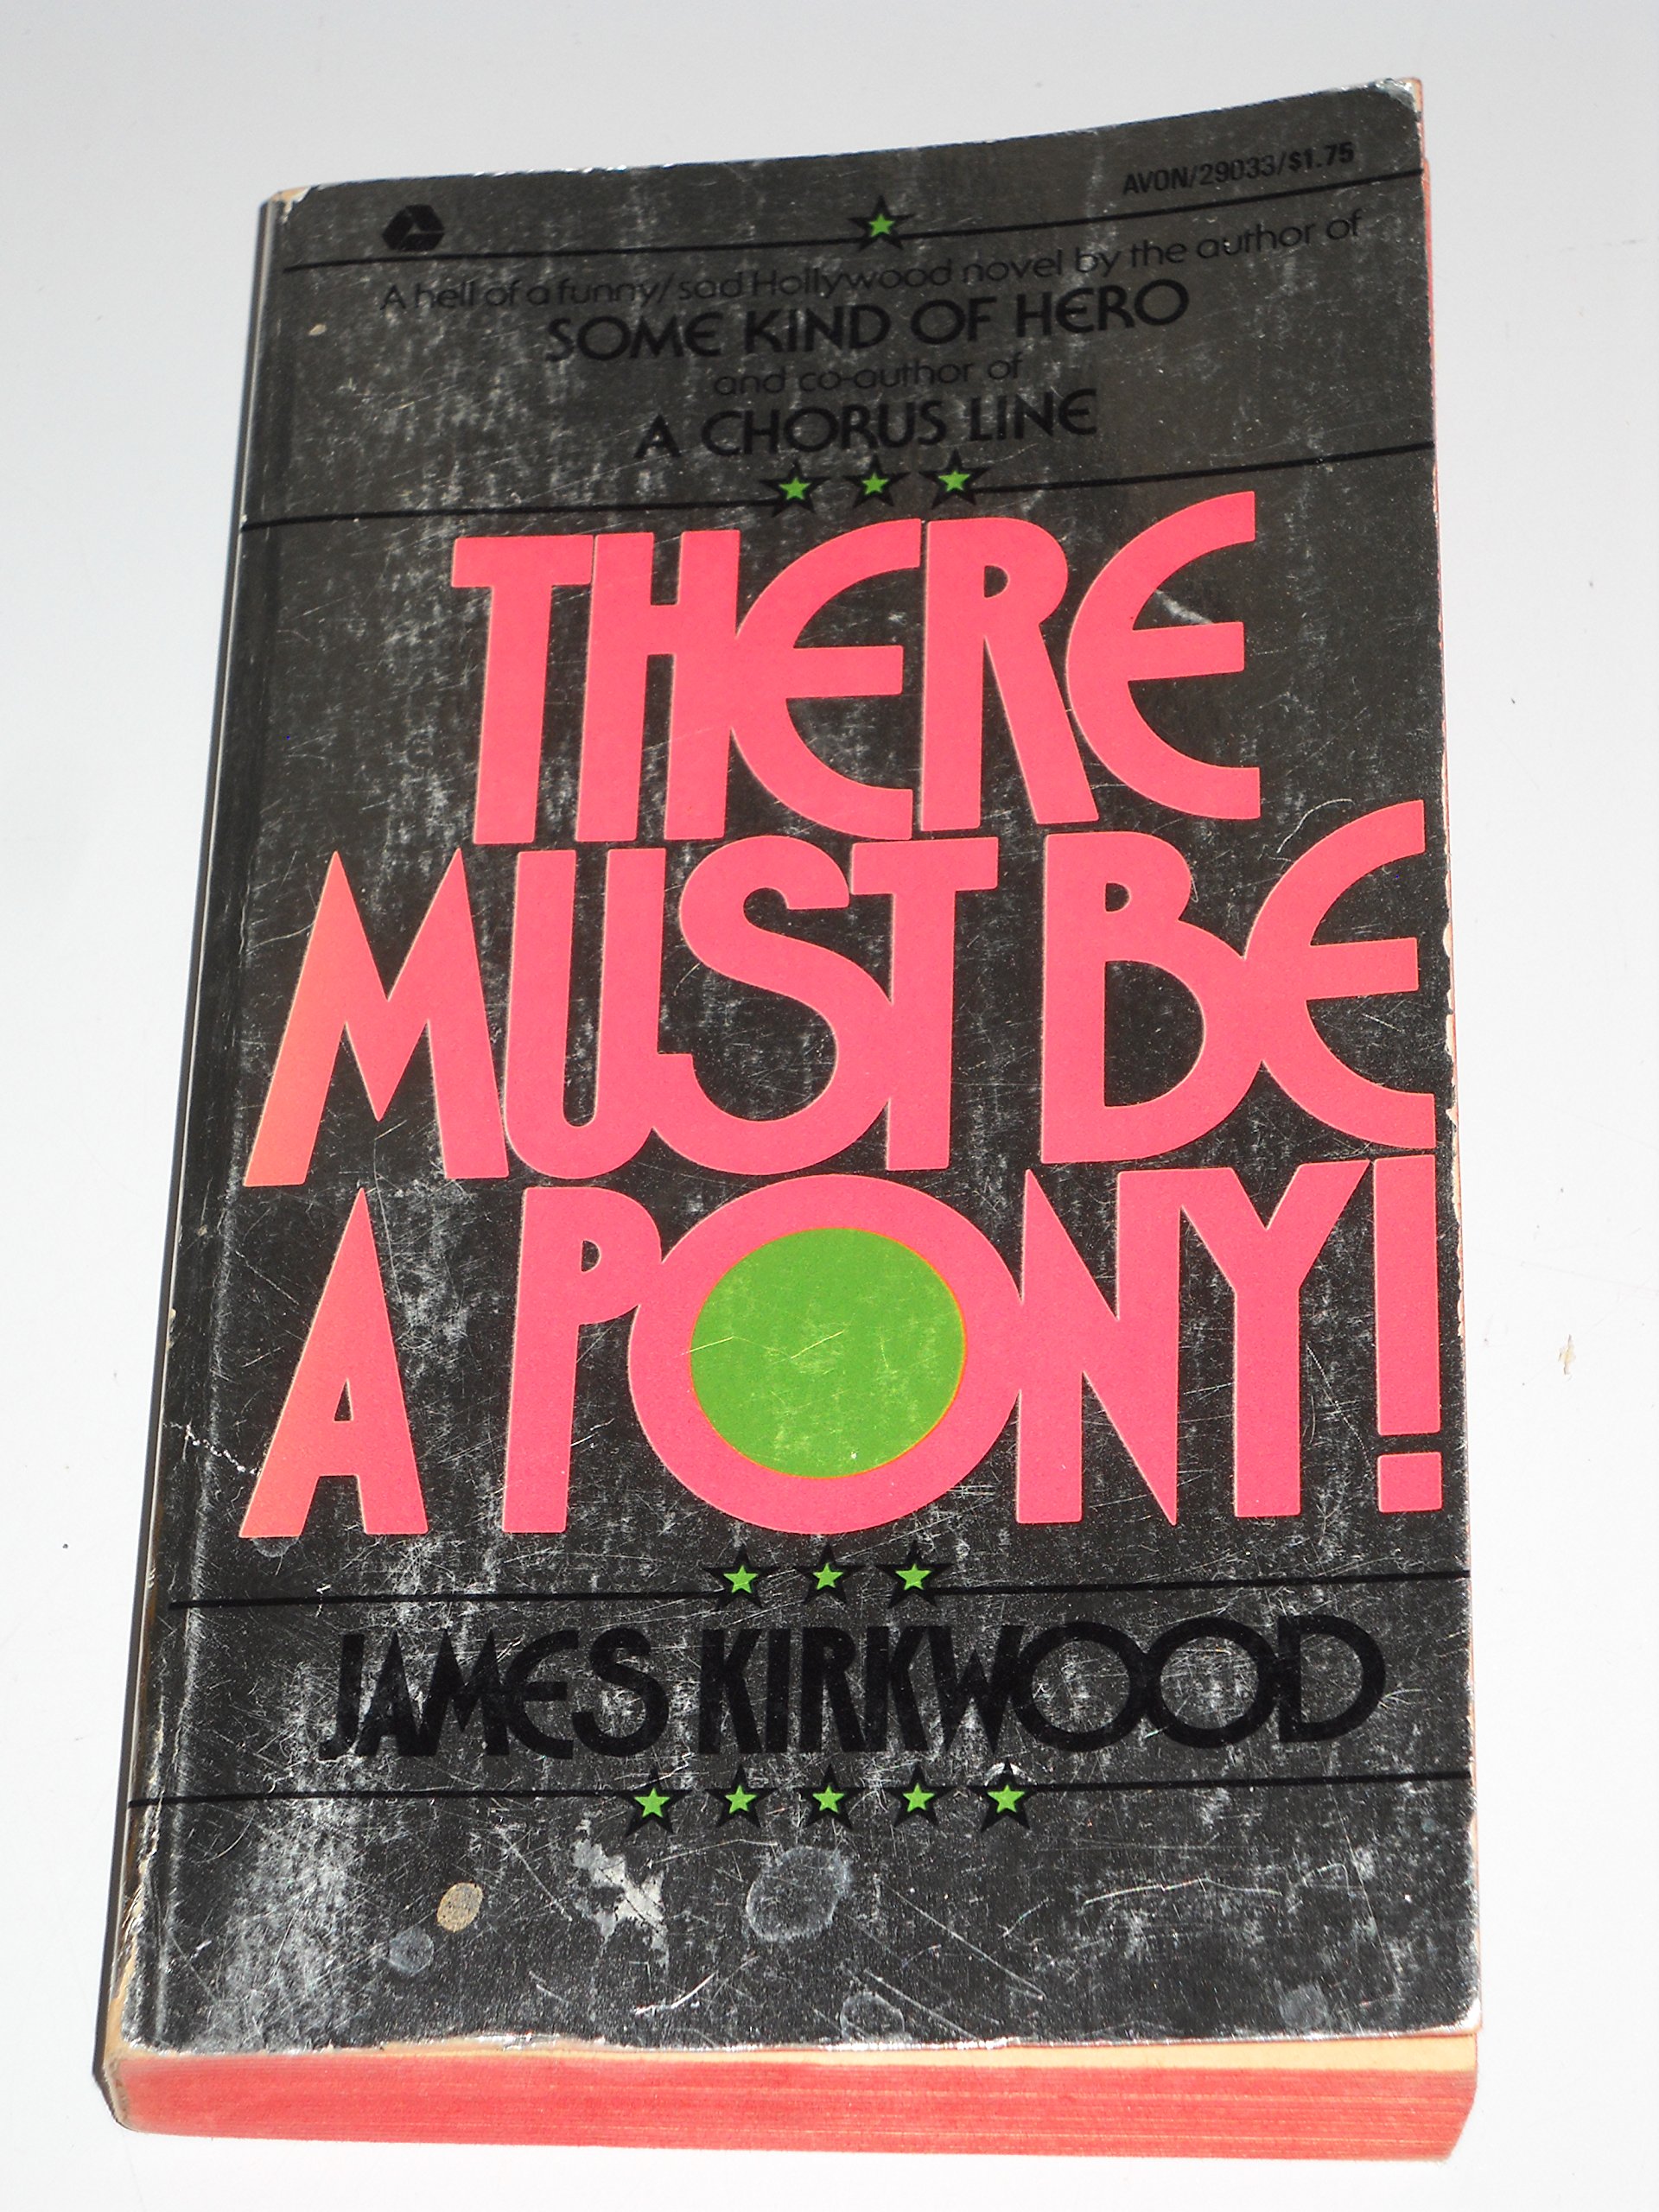 AVON/29033/$1.75
A hell of a funny/sad Hollywood novel by the author of
SOME KIND OF HERO
and co-author of
A CHORUS LINE
THERE
MUST BE
A PONY!
JAMES KIRKWOOD